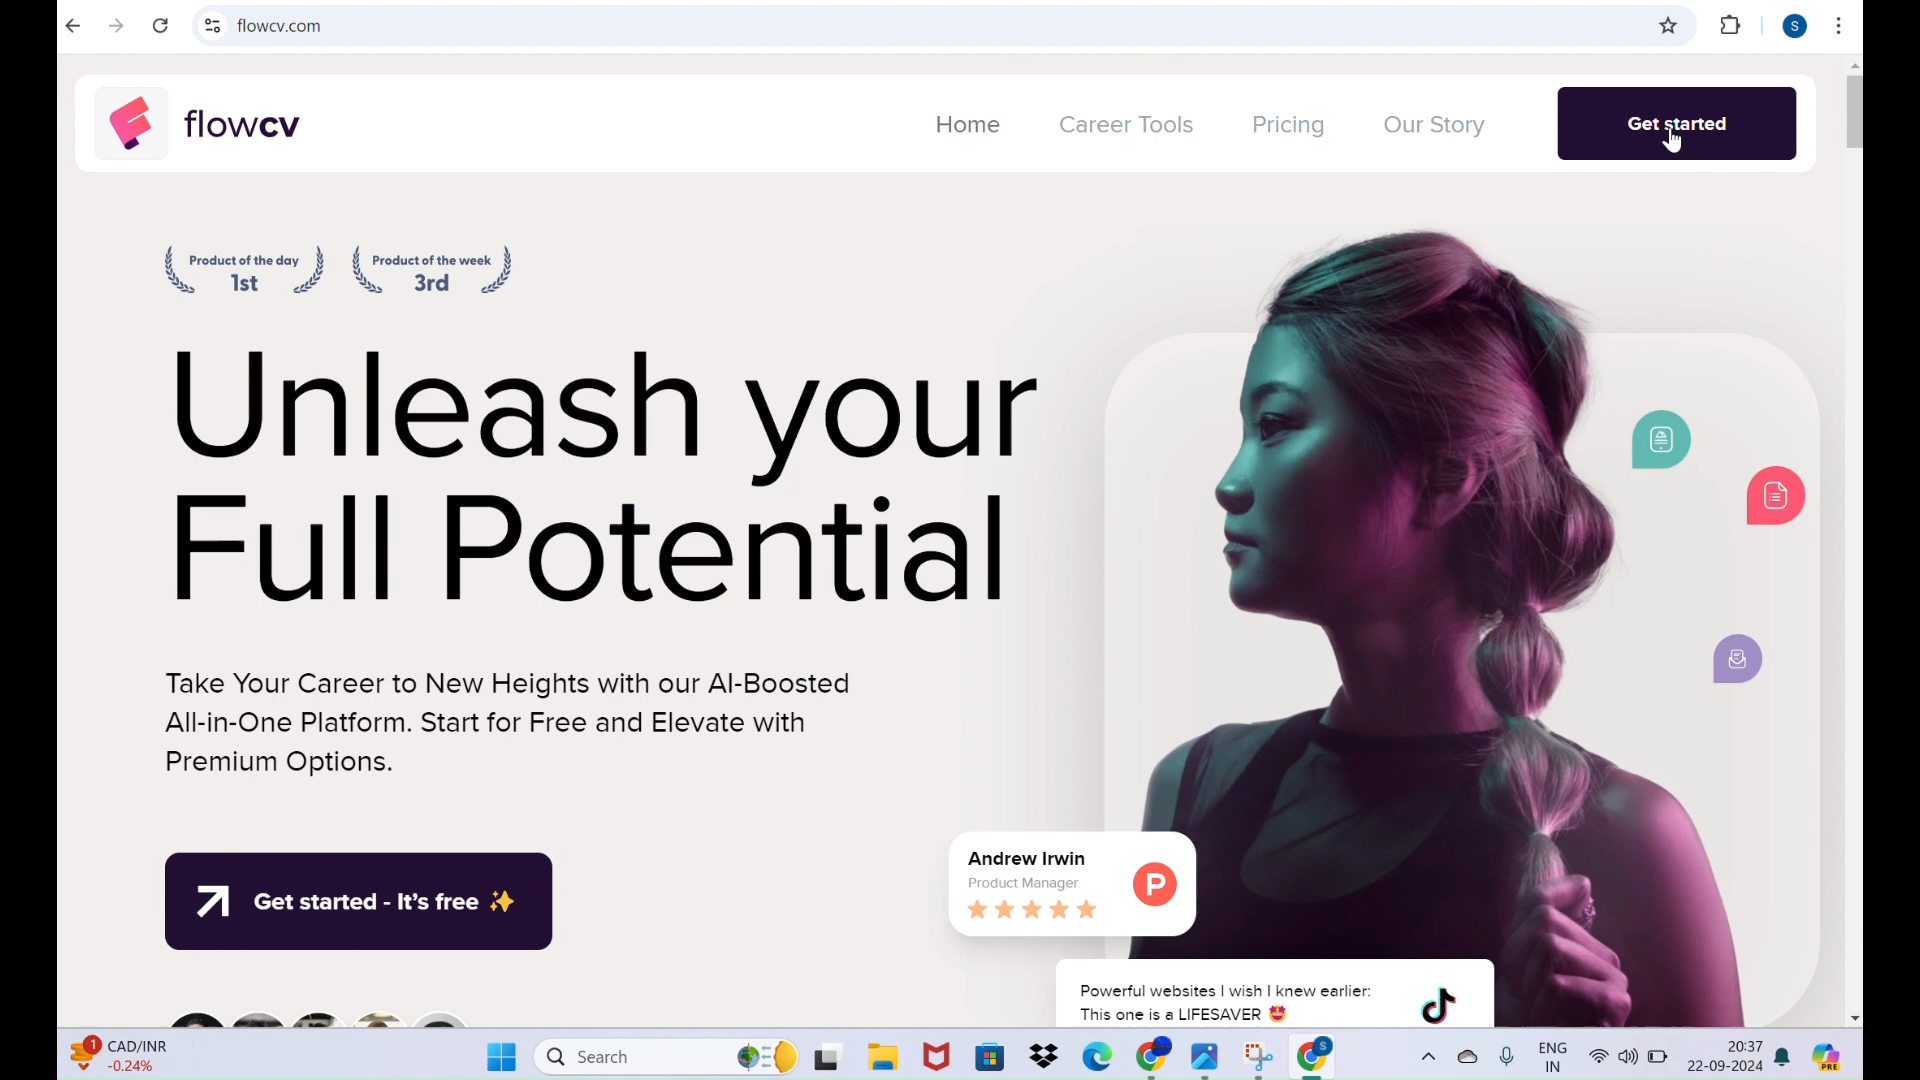 flowcv.com
S
flowcv
Home
Career Tools
Pricing
Our Story
Get started
Product of the day
1st
Product of the week
3rd
Unleash your
Full Potential
Take Your Career to New Heights with our AI-Boosted
All-in-One Platform. Start for Free and Elevate with
Premium Options.
Get started - It's free ✨
Andrew Irwin
Product Manager
P
Powerful websites I wish I knew earlier:
This one is a LIFESAVER 🤩
1
CAD/INR
-0.24%
Search
S
ENG
IN
20:37
22-09-2024
PRE